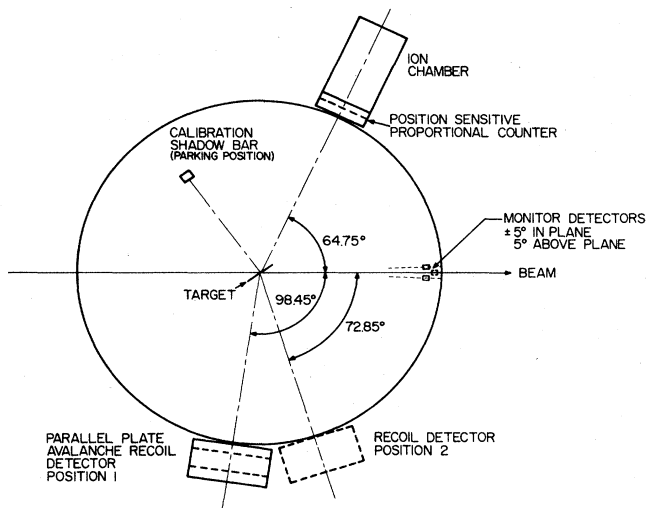 ION
CHAMBER
POSITION SENSITIVE
PROPORTIONAL COUNTER
CALIBRATION
SHADOW BAR
(PARKING POSITION)
MONITOR DETECTORS
± 5° IN PLANE
5° ABOVE PLANE
64.75°
BEAM
TARGET
98.45°
72.85°
PARALLEL PLATE
AVALANCHE RECOIL
DETECTOR
POSITION 1
RECOIL DETECTOR
POSITION 2